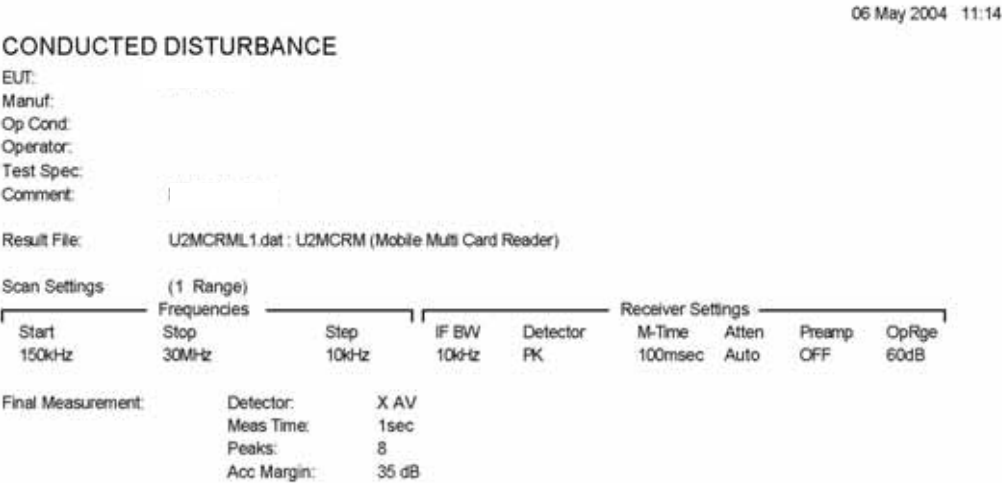 06 May 2004 11:14
CONDUCTED DISTURBANCE
EUT:
Manuf:
Op Cond:
Operator:
Test Spec:
Comment:
Result File: U2MCRML1.dat : U2MCRM (Mobile Multi Card Reader)
Scan Settings (1 Range)
Frequencies Receiver Settings
Start Stop Step IF BW Detector M-Time Atten Preamp OpRge
150kHz 30MHz 10kHz 10kHz PK 100msec Auto OFF 60dB
Final Measurement: Detector: X AV
Meas Time: 1sec
Peaks: 8
Acc Margin: 35 dB